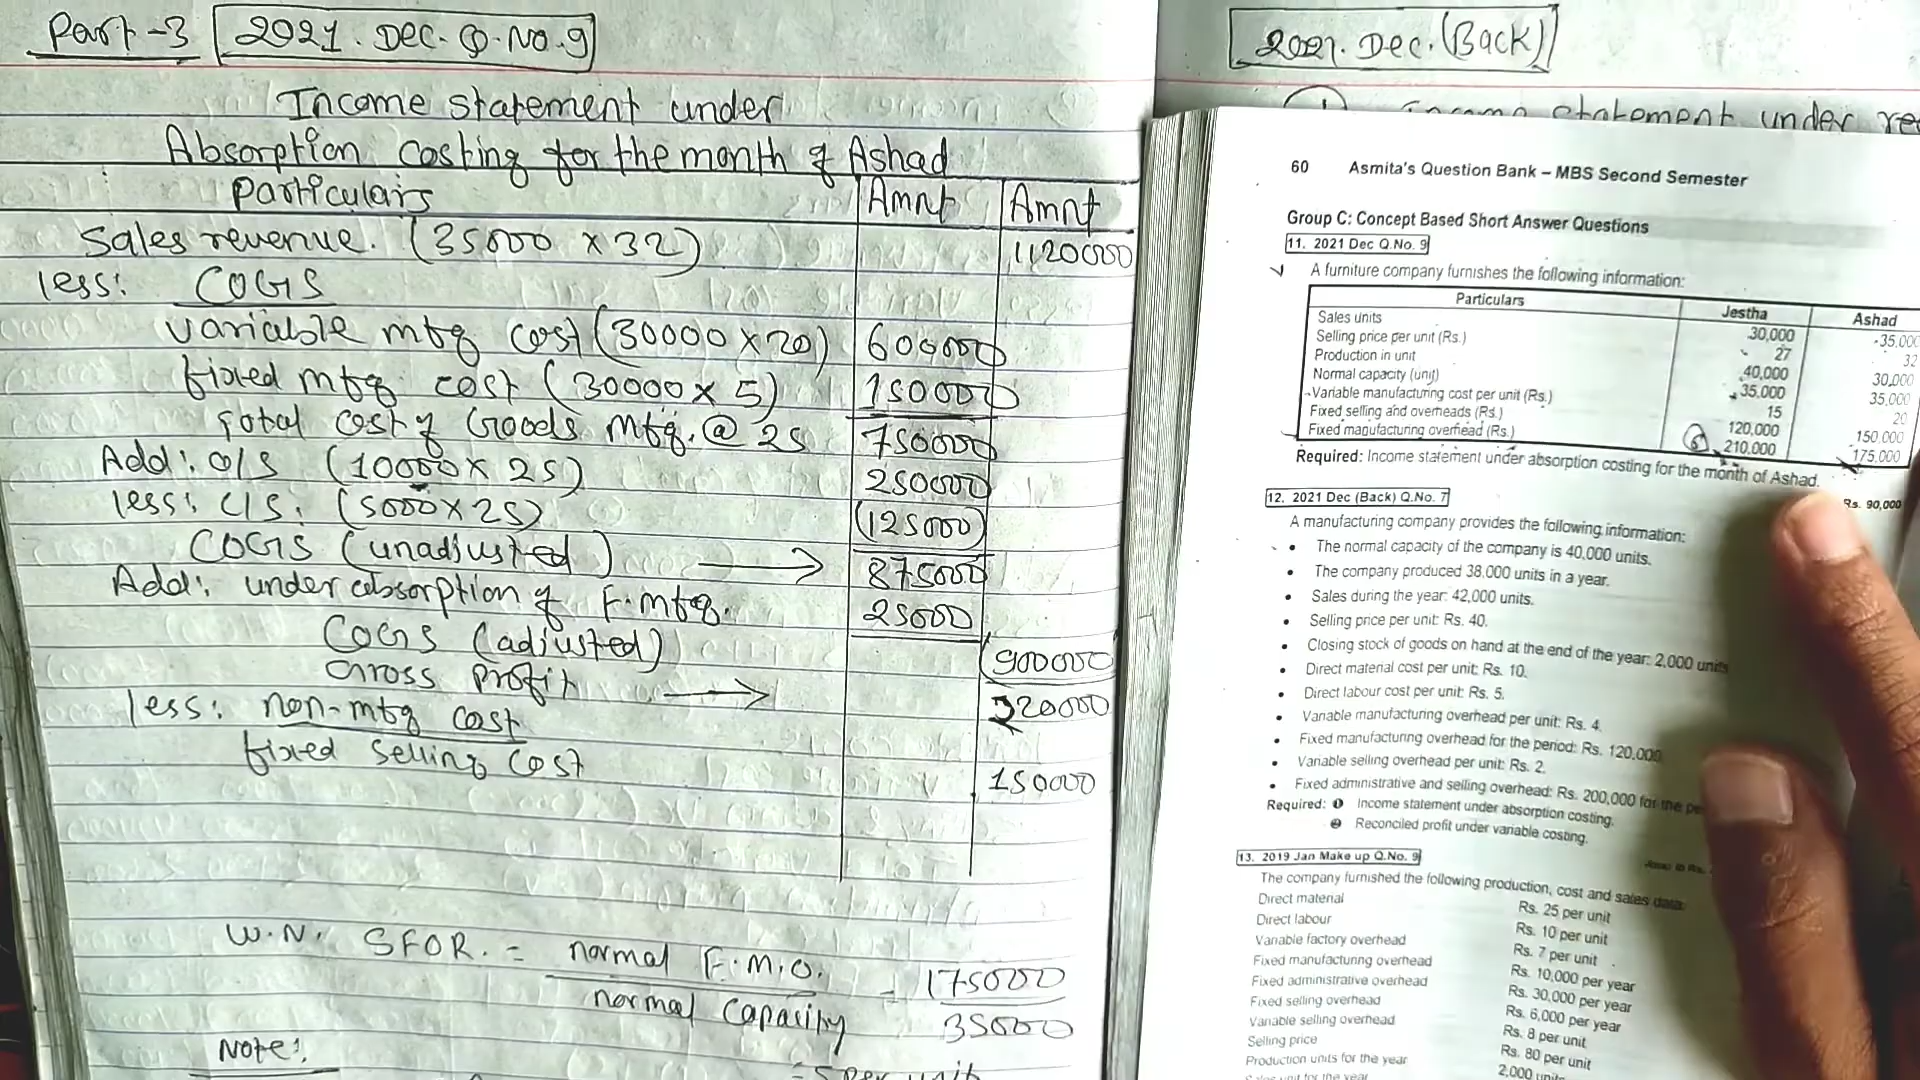 Part-3 2021. Dec. Q. No. 9
Income statement under
Absorption costing for the month of Ashad
particulars Amnt Amnt
Sales revenue. (35000 x 32) 1120000
less: COGS
variable mfg cost (30000 x 20) 600000
fixed mfg. cost (30000 x 5) 150000
Total cost of Goods mfg. @ 25 750000
Add: O/S (10000 x 25) 250000
less: C/S: (5000 x 25) (125000)
COGS (unadjusted) → 875000
Add: under absorption of F. mfg. 25000
COGS (adjusted) (900000)
Gross profit → 220000
less: non-mfg cost
fixed selling cost 150000
W.N. SFOR. = normal F.M.O. / normal capacity = 175000 / 35000
Note:
= 5 per unit
2021. Dec. (Back)
1 Income statement under
60 Asmita's Question Bank – MBS Second Semester
Group C: Concept Based Short Answer Questions
11. 2021 Dec Q.No. 9
A furniture company furnishes the following information:
Particulars Jestha Ashad
Sales units 30,000 35,000
Selling price per unit (Rs.) 27 32
Production in unit 40,000 30,000
Normal capacity (unit) 35,000 35,000
Variable manufacturing cost per unit (Rs.) 15 20
Fixed selling and overheads (Rs.) 120,000 150,000
Fixed manufacturing overhead (Rs.) 210,000 175,000
Required: Income statement under absorption costing for the month of Ashad.
Rs. 90,000
12. 2021 Dec (Back) Q.No. 7
A manufacturing company provides the following information:
• The normal capacity of the company is 40,000 units.
• The company produced 38,000 units in a year.
• Sales during the year: 42,000 units.
• Selling price per unit: Rs. 40.
• Closing stock of goods on hand at the end of the year: 2,000 units
• Direct material cost per unit: Rs. 10.
• Direct labour cost per unit: Rs. 5.
• Variable manufacturing overhead per unit: Rs. 4.
• Fixed manufacturing overhead for the period: Rs. 120,000.
• Variable selling overhead per unit: Rs. 2.
• Fixed administrative and selling overhead: Rs. 200,000 for the
Required: ❶ Income statement under absorption costing.
❷ Reconciled profit under variable costing.
13. 2019 Jan Make up Q.No. 9
The company furnished the following production, cost and sales data:
Direct material Rs. 25 per unit
Direct labour Rs. 10 per unit
Variable factory overhead Rs. 7 per unit
Fixed manufacturing overhead Rs. 10,000 per year
Fixed administrative overhead Rs. 30,000 per year
Fixed selling overhead Rs. 6,000 per year
Variable selling overhead Rs. 8 per unit
Selling price Rs. 80 per unit
Production units for the year 2,000 units
Sales unit for the year